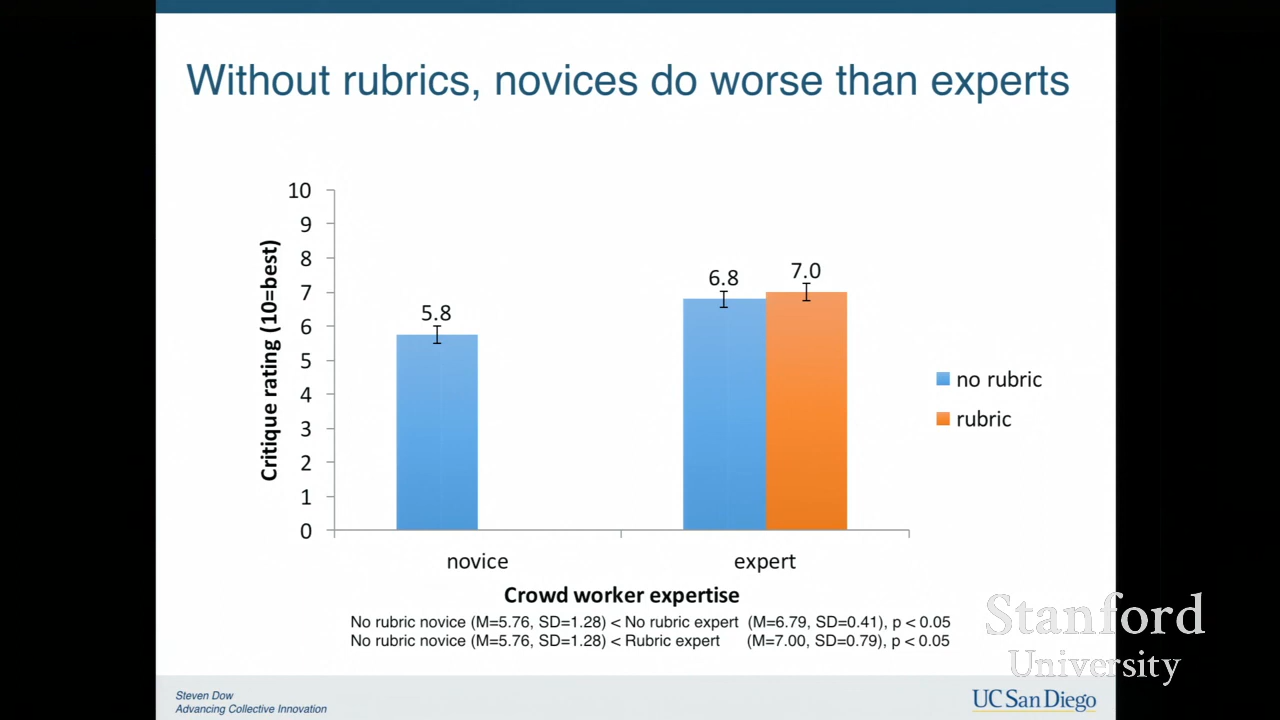 Without rubrics, novices do worse than experts
10
9
8
7
6
5
4
3
2
1
0
Critique rating (10=best)
5.8
6.8
7.0
no rubric
rubric
novice
expert
Crowd worker expertise
No rubric novice (M=5.76, SD=1.28) < No rubric expert (M=6.79, SD=0.41), p < 0.05
No rubric novice (M=5.76, SD=1.28) < Rubric expert (M=7.00, SD=0.79), p < 0.05
Stanford
University
Steven Dow
Advancing Collective Innovation
UC San Diego